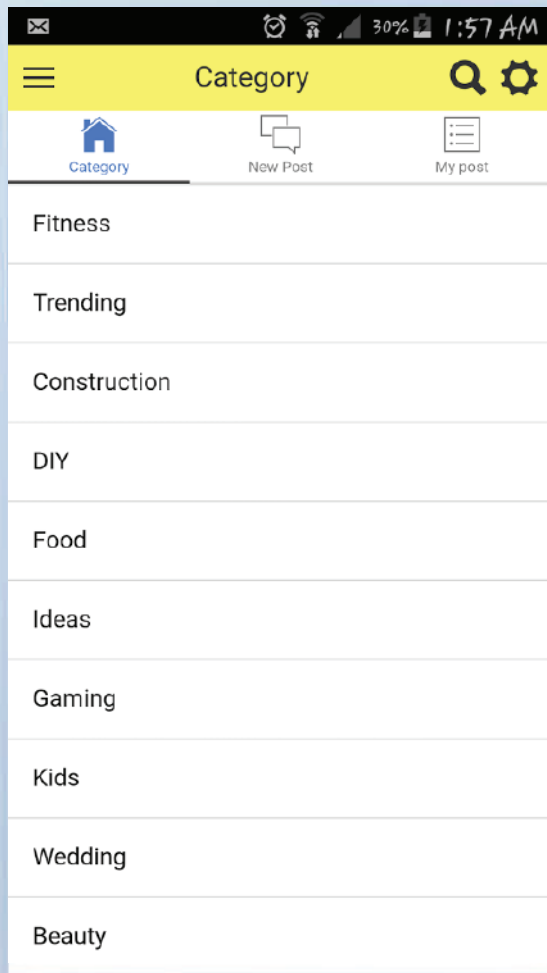 30% 1:57 AM
Category
Category New Post My post
Fitness
Trending
Construction
DIY
Food
Ideas
Gaming
Kids
Wedding
Beauty